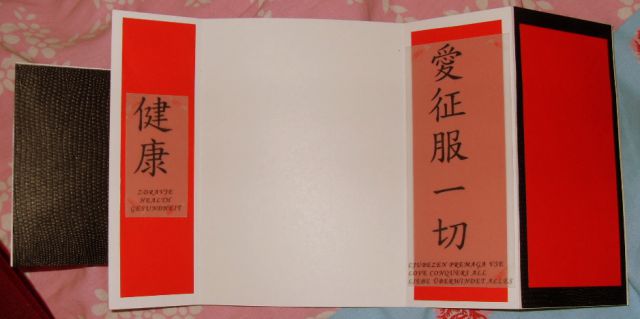 健康
ZDRAVJE
HEALTH
GESUNDHEIT
愛征服一切
LJUBEZEN PREMAGA VSE
LOVE CONQUERS ALL
LIEBE ÜBERWINDET ALLES